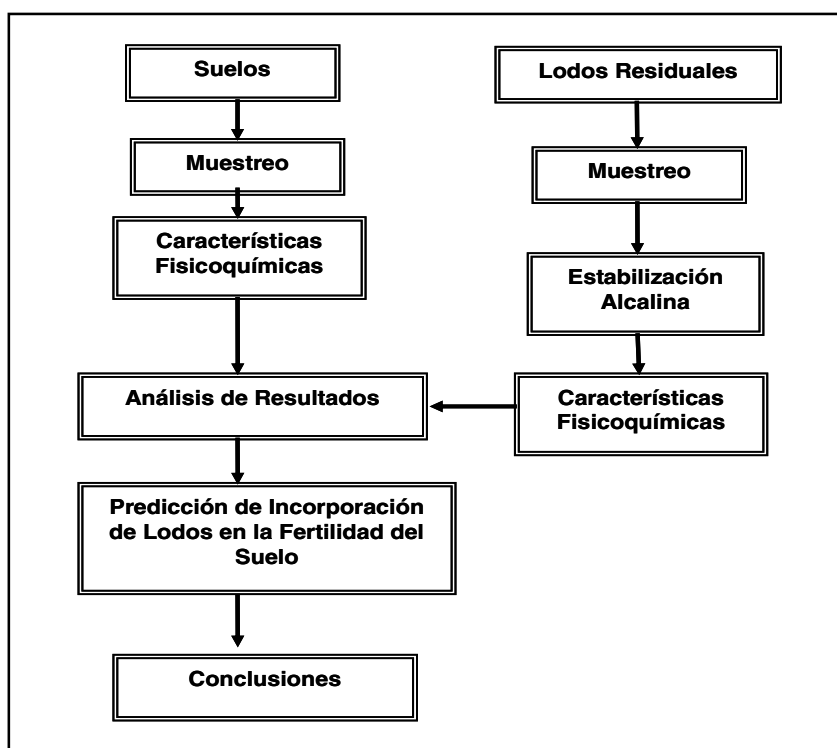 Suelos
Muestreo
Características
Fisicoquímicas
Lodos Residuales
Muestreo
Estabilización
Alcalina
Características
Fisicoquímicas
Análisis de Resultados
Predicción de Incorporación
de Lodos en la Fertilidad del
Suelo
Conclusiones